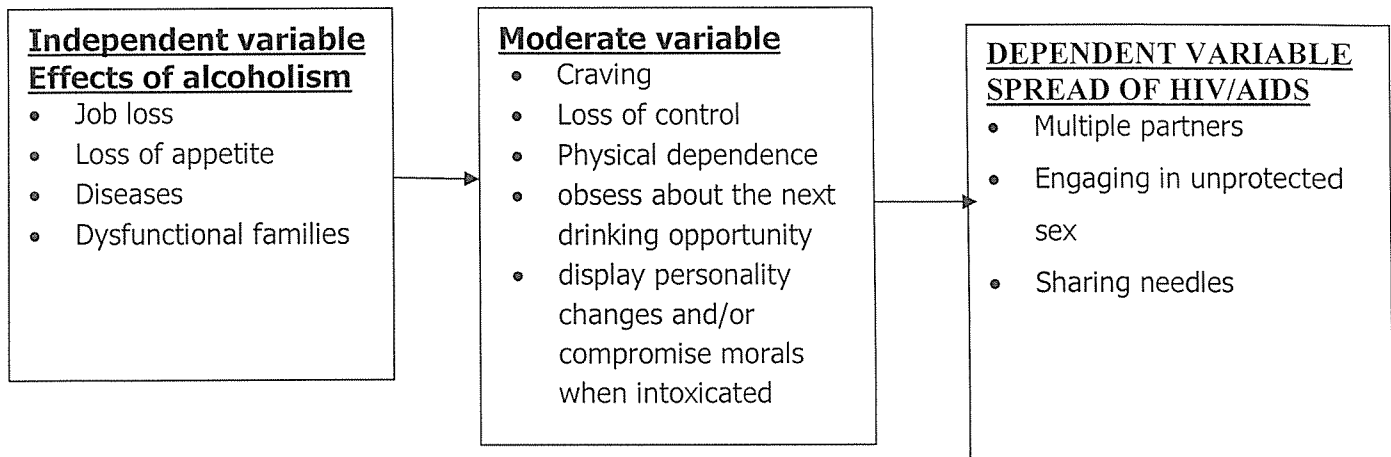 Independent variable
Effects of alcoholism
• Job loss
• Loss of appetite
• Diseases
• Dysfunctional families
Moderate variable
• Craving
• Loss of control
• Physical dependence
• obsess about the next
drinking opportunity
• display personality
changes and/or
compromise morals
when intoxicated
DEPENDENT VARIABLE
SPREAD OF HIV/AIDS
• Multiple partners
• Engaging in unprotected
sex
• Sharing needles